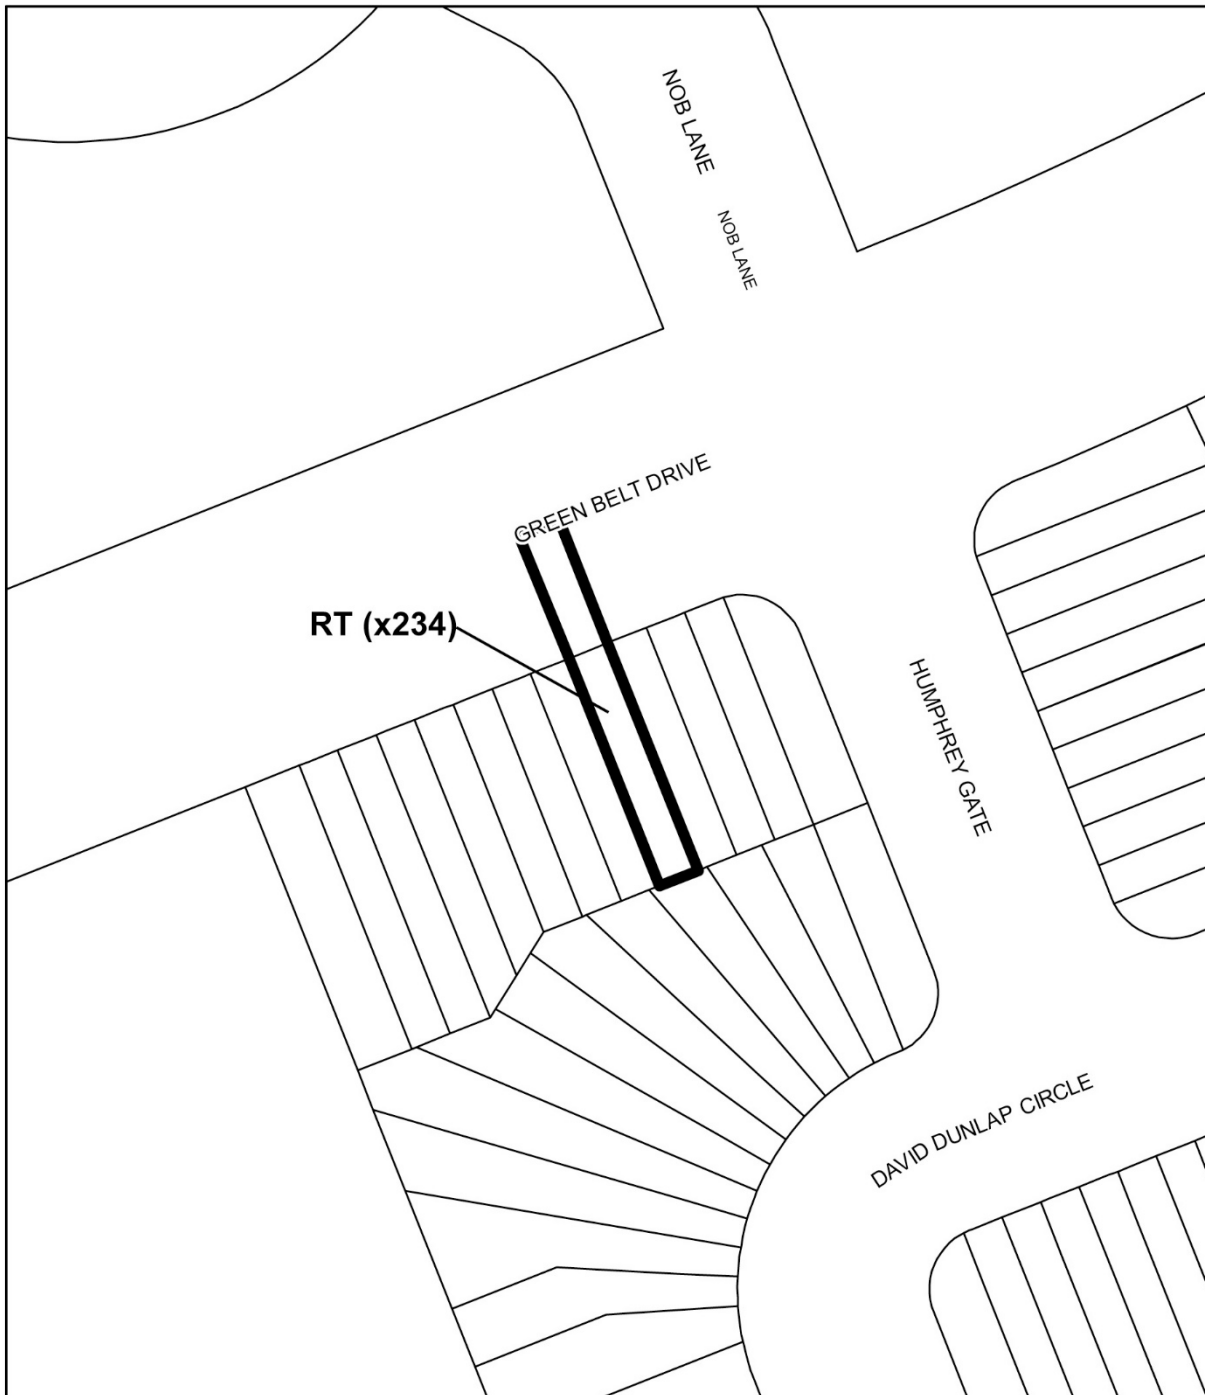 NOB LANE
NOB LANE
GREEN BELT DRIVE
RT (x234)
HUMPHREY GATE
DAVID DUNLAP CIRCLE